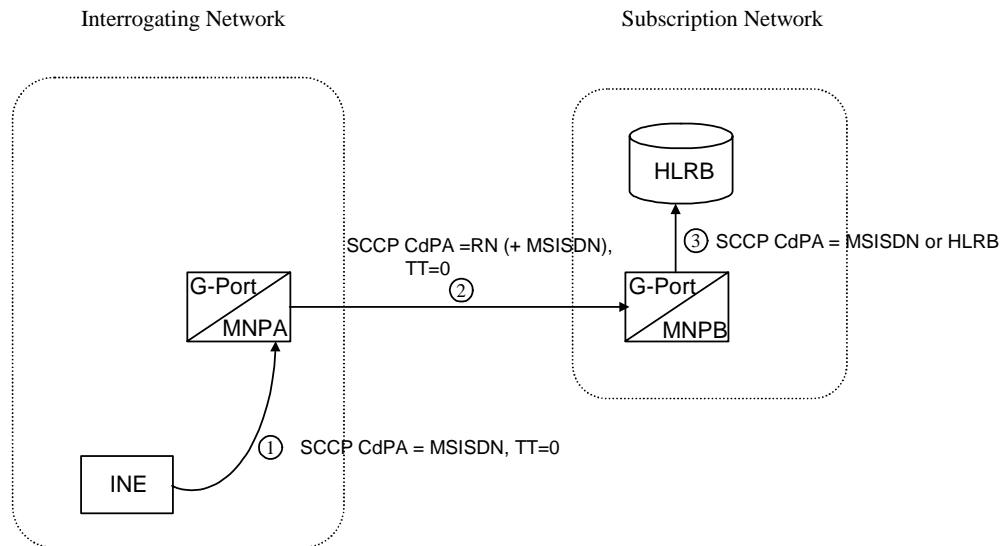 Interrogating Network
Subscription Network
HLRB
SCCP CdPA =RN (+ MSISDN),
TT=0
2
3 SCCP CdPA = MSISDN or HLRB
G-Port
MNPA
G-Port
MNPB
1 SCCP CdPA = MSISDN, TT=0
INE